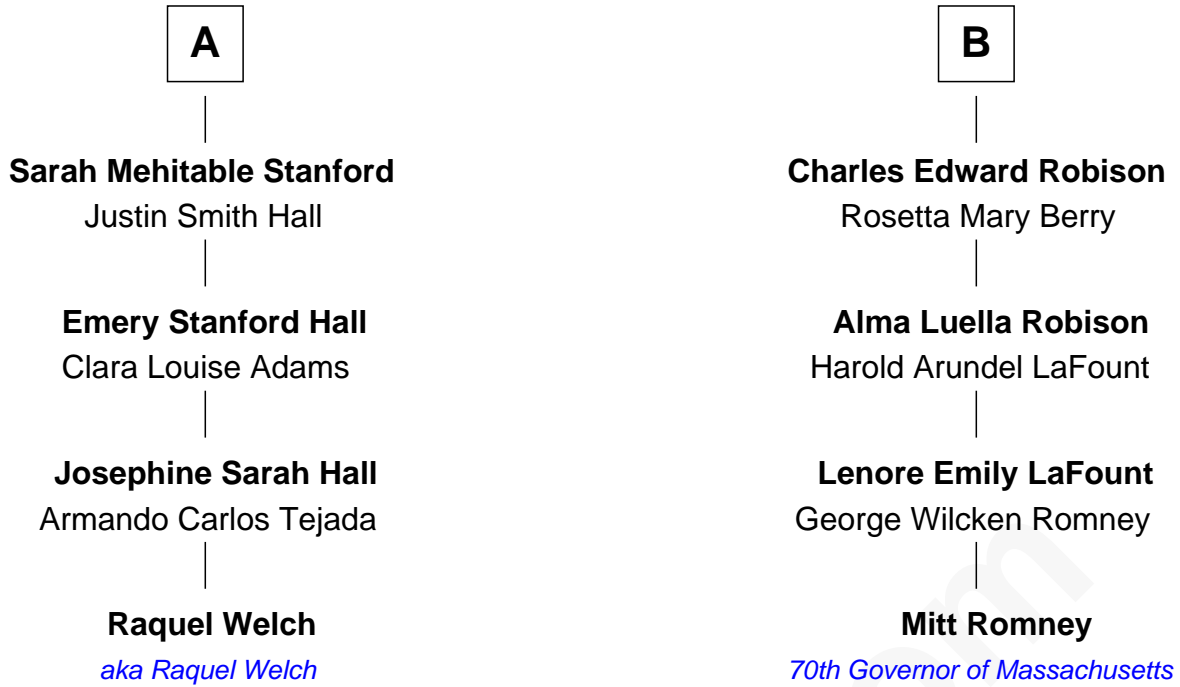 A
B
Sarah Mehitable Stanford
Charles Edward Robison
Justin Smith Hall
Rosetta Mary Berry
Emery Stanford Hall
Alma Luella Robison
Clara Louise Adams
Harold Arundel LaFount
Josephine Sarah Hall
Lenore Emily LaFount
Armando Carlos Tejada
George Wilcken Romney
Raquel Welch
Mitt Romney
aka Raquel Welch
70th Governor of Massachusetts